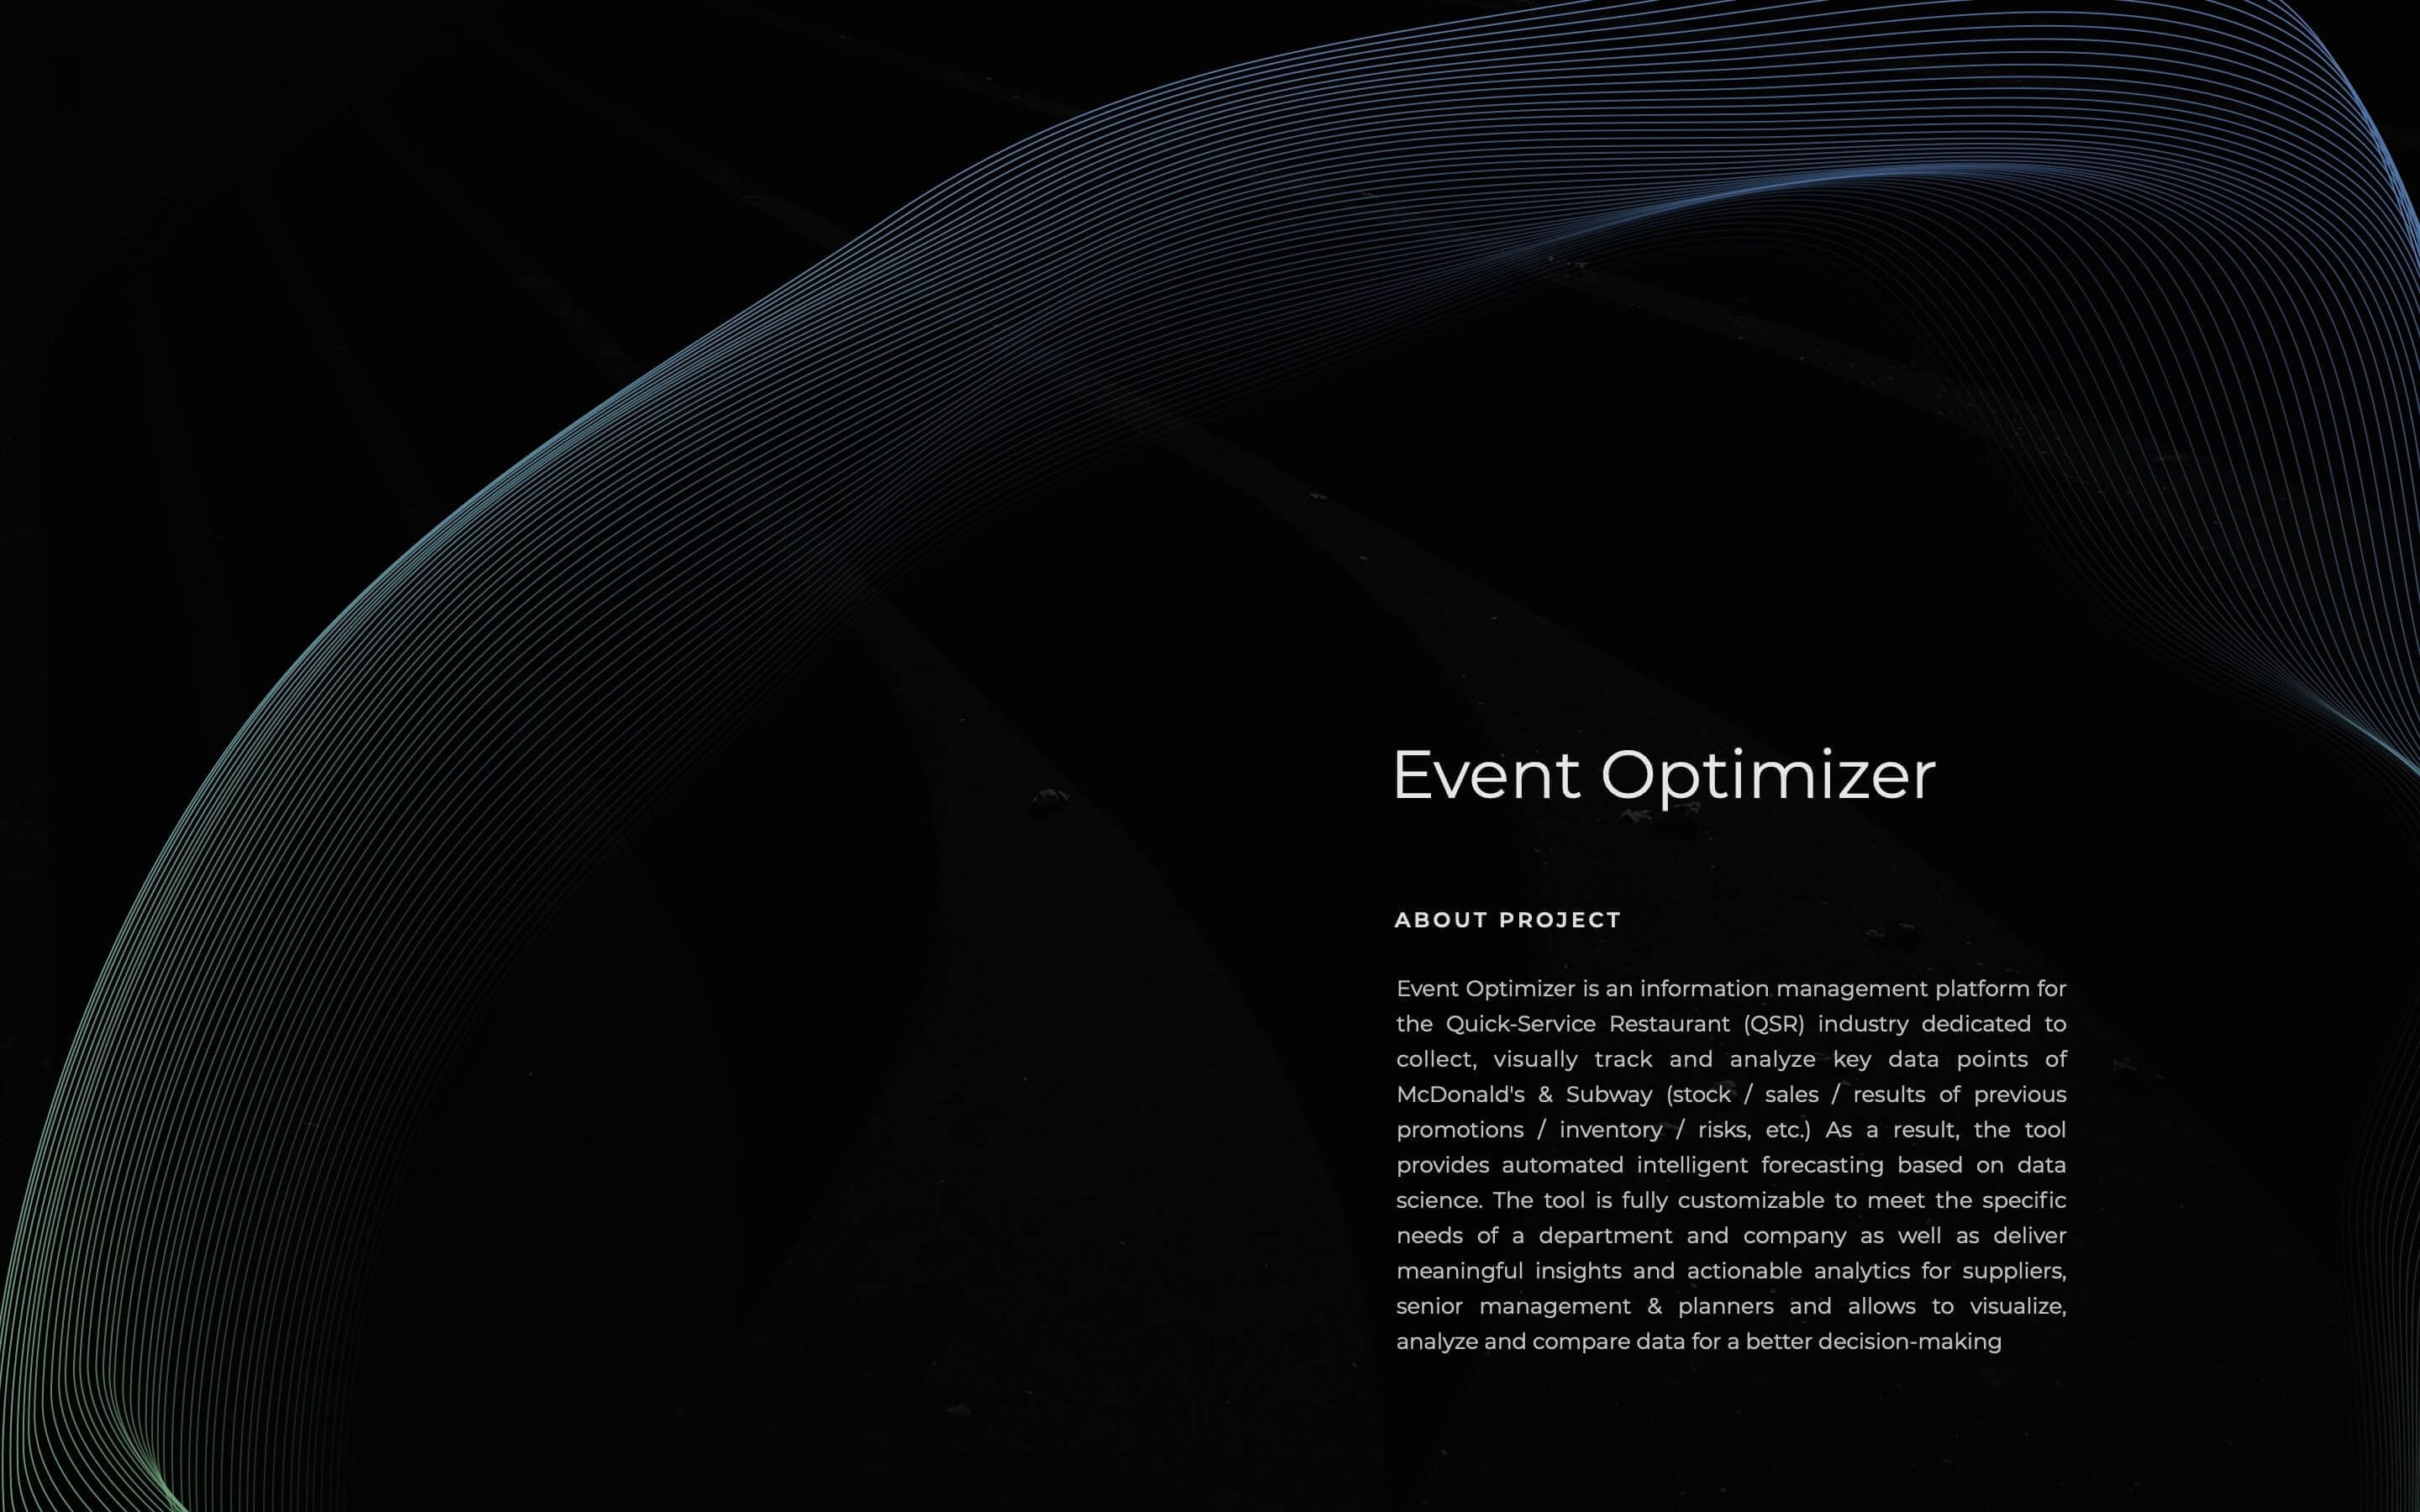 Event Optimizer
ABOUT PROJECT
Event Optimizer is an information management platform for
the Quick-Service Restaurant (QSR) industry dedicated to
collect, visually track and analyze key data points of
McDonald's & Subway (stock / sales / results of previous
promotions / inventory / risks, etc.) As a result, the tool
provides automated intelligent forecasting based on data
science. The tool is fully customizable to meet the specific
needs of a department and company as well as deliver
meaningful insights and actionable analytics for suppliers,
senior management & planners and allows to visualize,
analyze and compare data for a better decision-making